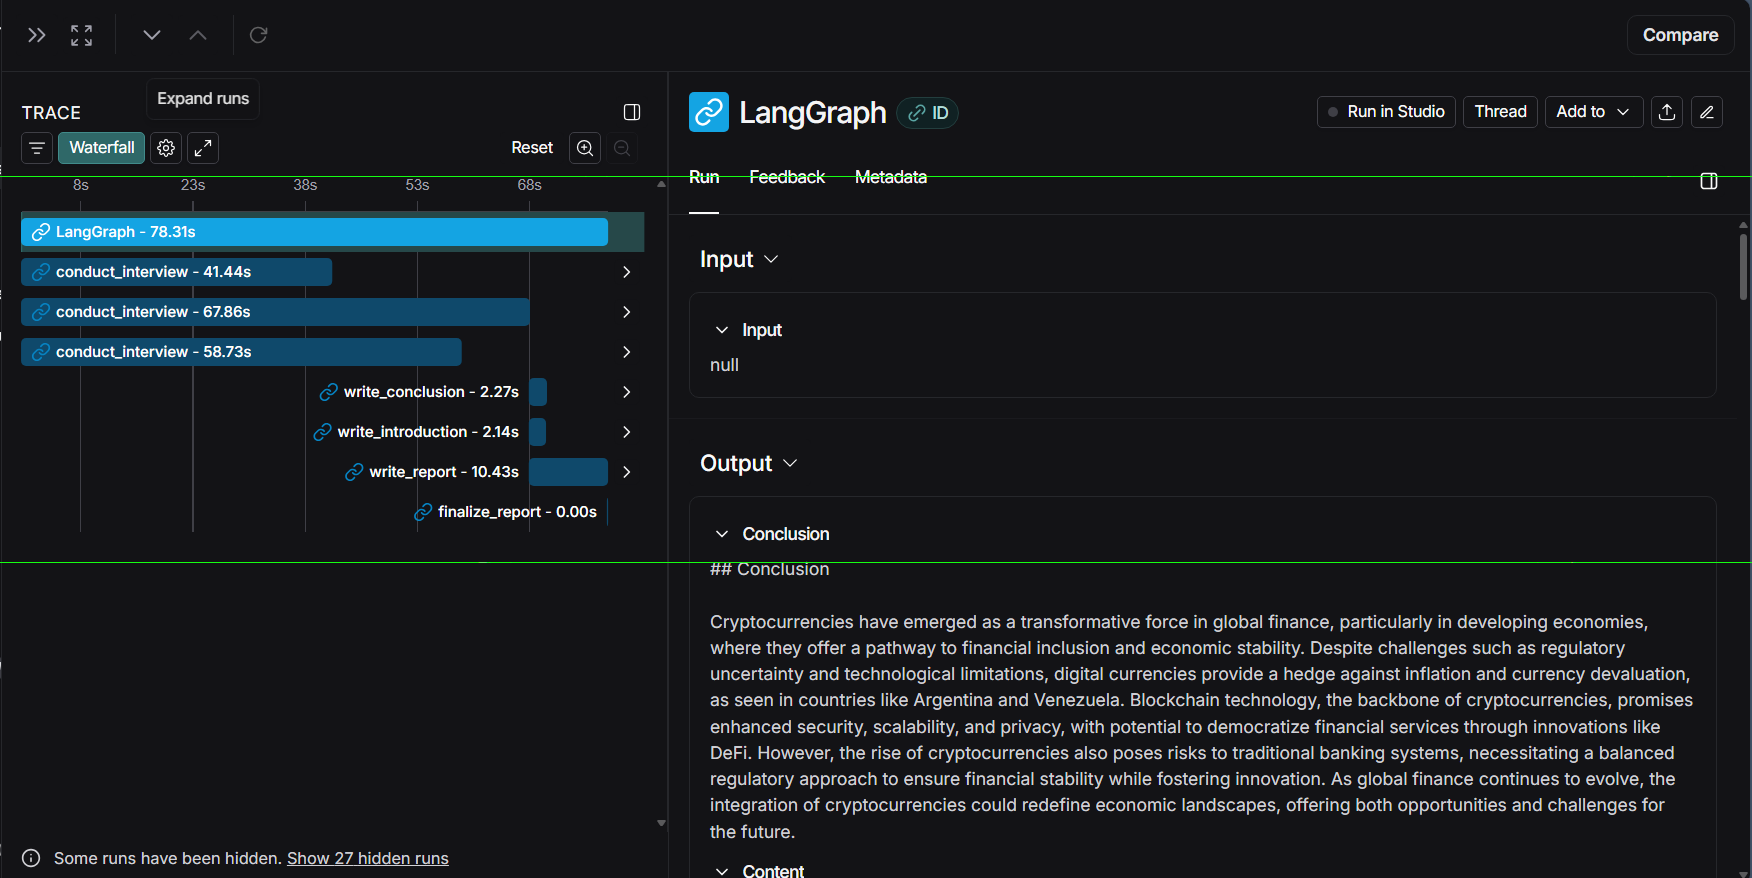 Compare
Expand runs
TRACE
Waterfall
Reset
8s 23s 38s 53s 68s
LangGraph - 78.31s
conduct_interview - 41.44s
conduct_interview - 67.86s
conduct_interview - 58.73s
write_conclusion - 2.27s
write_introduction - 2.14s
write_report - 10.43s
finalize_report - 0.00s
Some runs have been hidden. Show 27 hidden runs
LangGraph ID
Run in Studio Thread Add to
Run Feedback Metadata
Input
Input
null
Output
Conclusion
## Conclusion
Cryptocurrencies have emerged as a transformative force in global finance, particularly in developing economies,
where they offer a pathway to financial inclusion and economic stability. Despite challenges such as regulatory
uncertainty and technological limitations, digital currencies provide a hedge against inflation and currency devaluation,
as seen in countries like Argentina and Venezuela. Blockchain technology, the backbone of cryptocurrencies, promises
enhanced security, scalability, and privacy, with potential to democratize financial services through innovations like
DeFi. However, the rise of cryptocurrencies also poses risks to traditional banking systems, necessitating a balanced
regulatory approach to ensure financial stability while fostering innovation. As global finance continues to evolve, the
integration of cryptocurrencies could redefine economic landscapes, offering both opportunities and challenges for
the future.
Content